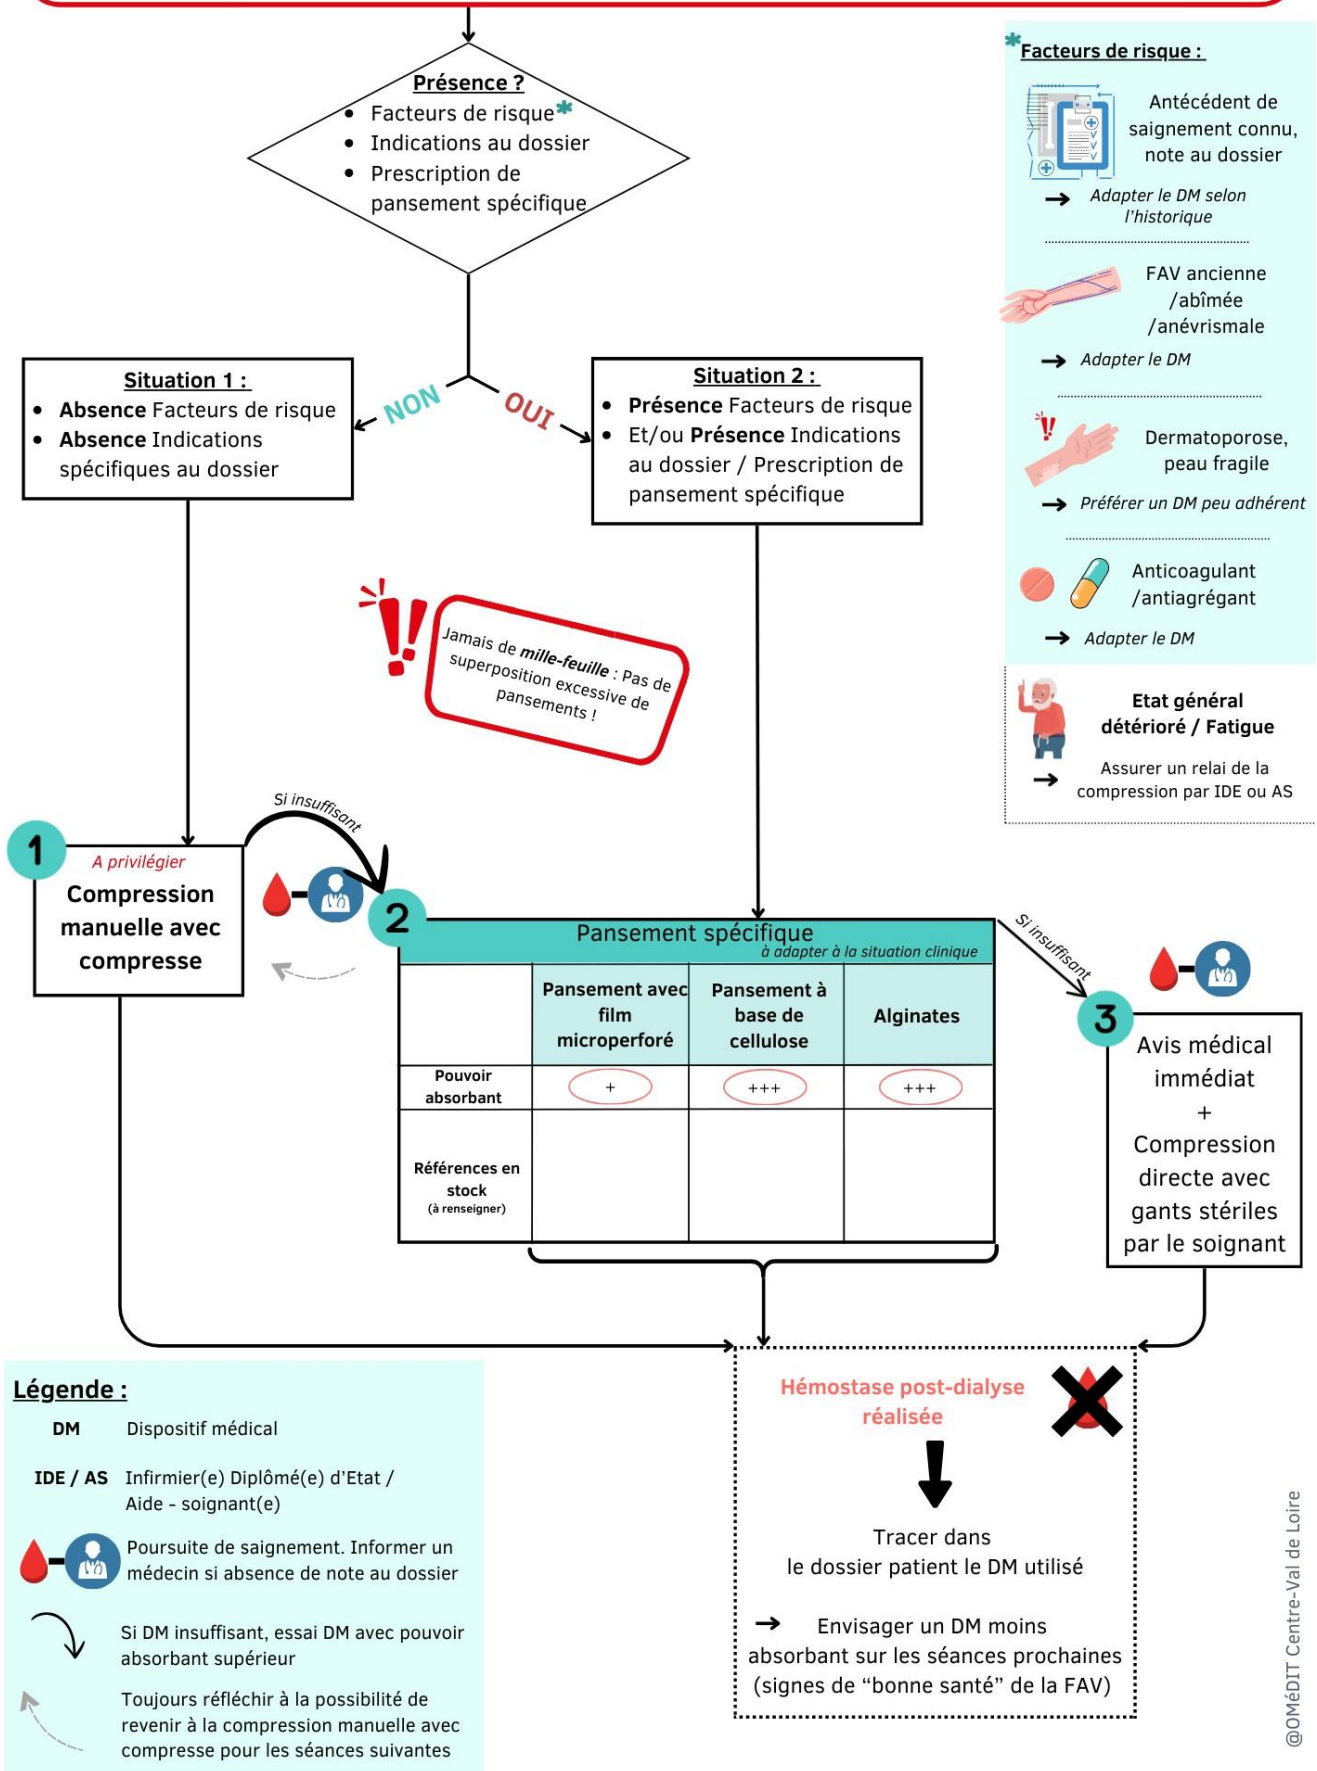 Présence ?
• Facteurs de risque*
• Indications au dossier
• Prescription de
pansement spécifique
*Facteurs de risque :
Antécédent de
saignement connu,
note au dossier
→ Adapter le DM selon
l'historique
FAV ancienne
/abîmée
/anévrismale
→ Adapter le DM
Dermatoporose,
peau fragile
→ Préférer un DM peu adhérent
Anticoagulant
/antiagrégant
→ Adapter le DM
Etat général
détérioré / Fatigue
→ Assurer un relai de la
compression par IDE ou AS
NON
OUI
Situation 1 :
• Absence Facteurs de risque
• Absence Indications
spécifiques au dossier
Situation 2 :
• Présence Facteurs de risque
• Et/ou Présence Indications
au dossier / Prescription de
pansement spécifique
!! Jamais de mille-feuille : Pas de
superposition excessive de
pansements !
1
A privilégier
Compression
manuelle avec
compresse
Si insuffisant
2
Pansement spécifique
à adapter à la situation clinique
Pansement avec
film
microperforé
Pansement à
base de
cellulose
Alginates
Pouvoir
absorbant
+
+++
+++
Références en
stock
(à renseigner)
Si insuffisant
3
Avis médical
immédiat
+
Compression
directe avec
gants stériles
par le soignant
Hémostase post-dialyse
réalisée
Tracer dans
le dossier patient le DM utilisé
→ Envisager un DM moins
absorbant sur les séances prochaines
(signes de “bonne santé” de la FAV)
Légende :
DM Dispositif médical
IDE / AS Infirmier(e) Diplômé(e) d'Etat /
Aide - soignant(e)
Poursuite de saignement. Informer un
médecin si absence de note au dossier
Si DM insuffisant, essai DM avec pouvoir
absorbant supérieur
Toujours réfléchir à la possibilité de
revenir à la compression manuelle avec
compresse pour les séances suivantes
@OMéDIT Centre-Val de Loire